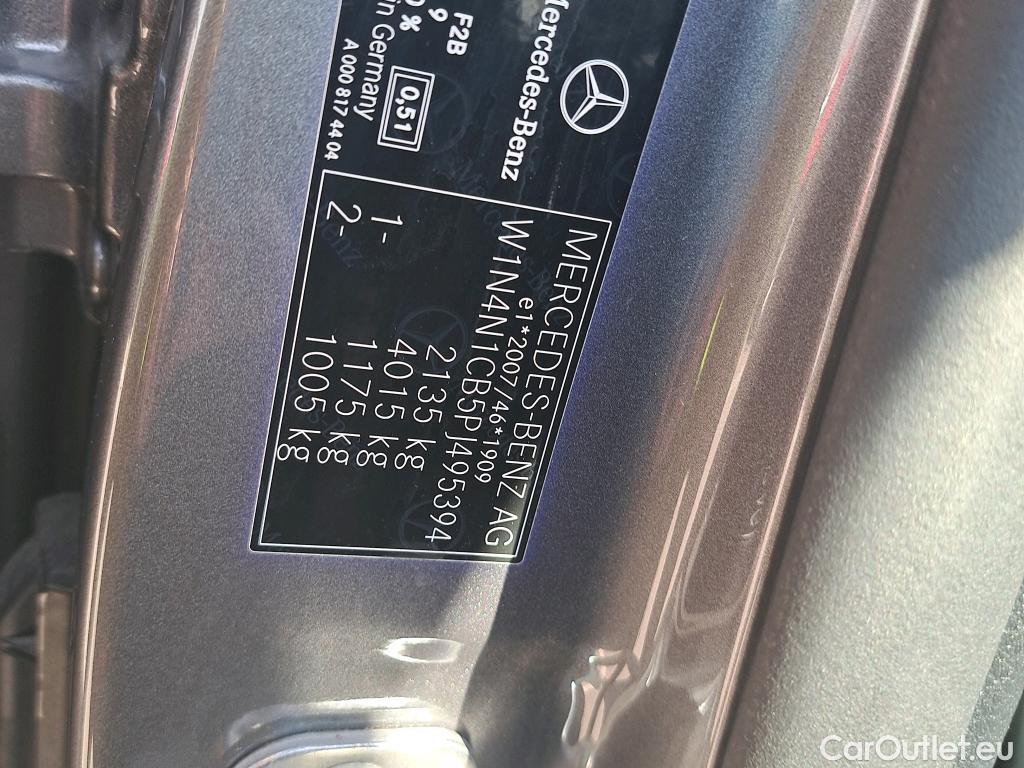 Mercedes-Benz
F2B
9
%
in Germany
0,51
A 000 817 44 04
MERCEDES-BENZ AG
e1*2007/46*1909
W1N4N1CB5PJ495394
2135 kg
4015 kg
1- 1175 kg
2- 1005 kg
CarOutlet.eu